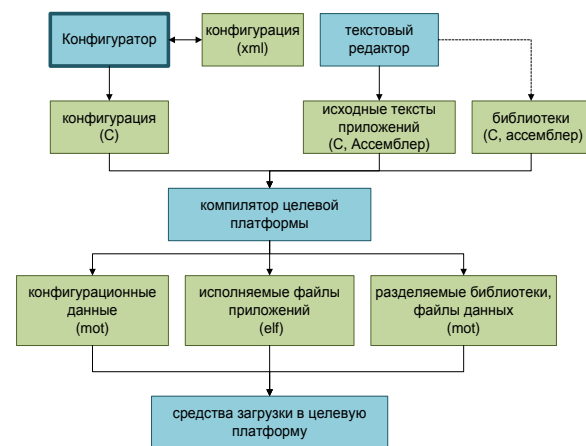 Конфигуратор
конфигурация
(xml)
текстовый
редактор
конфигурация
(C)
исходные тексты
приложений
(C, Ассемблер)
библиотеки
(C, ассемблер)
компилятор целевой
платформы
конфигурационные
данные
(mot)
исполняемые файлы
приложений
(elf)
разделяемые библиотеки,
файлы данных
(mot)
средства загрузки в целевую
платформу